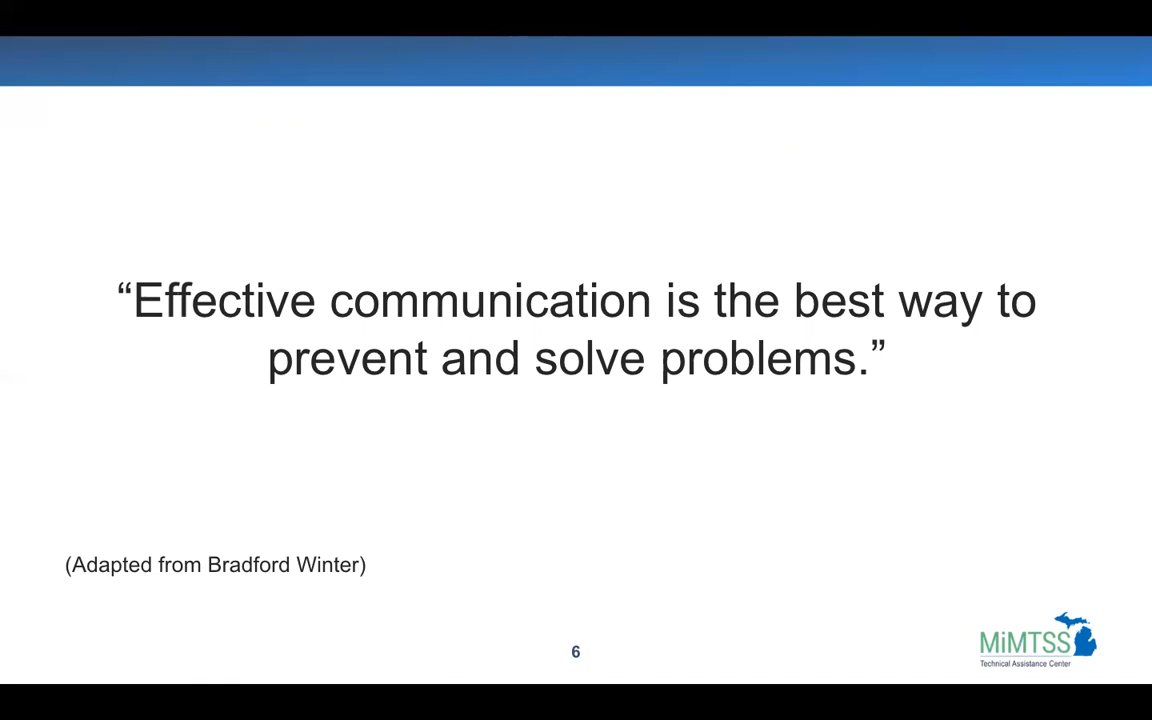 “Effective communication is the best way to
prevent and solve problems.”
(Adapted from Bradford Winter)
6
MiMTSS
Technical Assistance Center